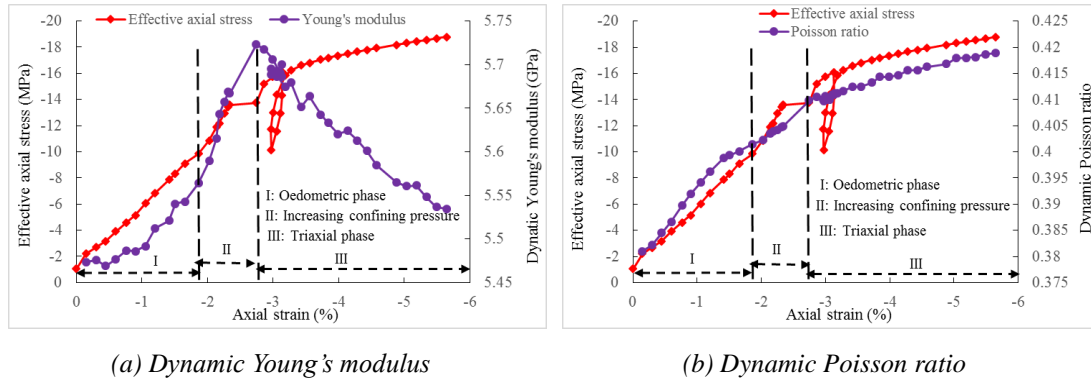 Effective axial stress
Young's modulus
Effective axial stress (MPa)
-20
-18
-16
-14
-12
-10
-8
-6
-4
-2
0
5.75
5.7
5.65
5.6
5.55
5.5
5.45
Dynatic Young's modulus (GPa)
I: Oedometric phase
II: Increasing confining pressure
III: Triaxial phase
I
II
III
0
-1
-2
-3
-4
-5
-6
Axial strain (%)
(a) Dynamic Young's modulus
Effective axial stress
Poisson ratio
Effective axial stress (MPa)
-20
-18
-16
-14
-12
-10
-8
-6
-4
-2
0
0.425
0.42
0.415
0.41
0.405
0.4
0.395
0.39
0.385
0.38
0.375
Dynamic Poisson ratio
I: Oedometric phase
II: Increasing confining pressure
III: Triaxial phase
I
II
III
0
-1
-2
-3
-4
-5
-6
Axial strain (%)
(b) Dynamic Poisson ratio